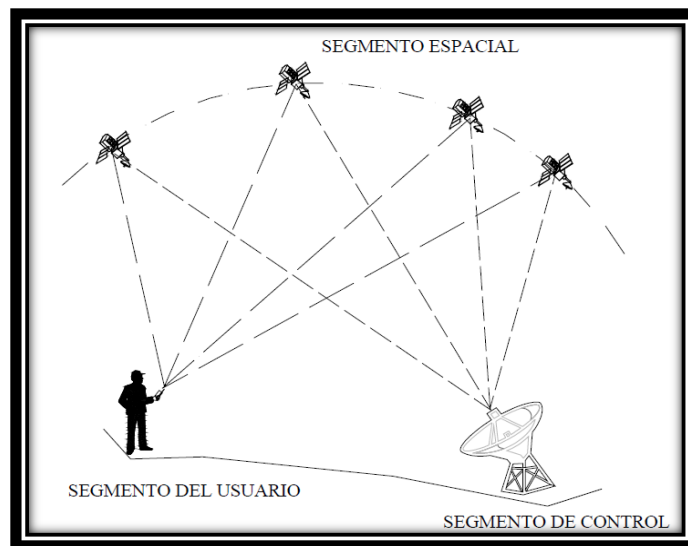 SEGMENTO ESPACIAL
SEGMENTO DEL USUARIO
SEGMENTO DE CONTROL